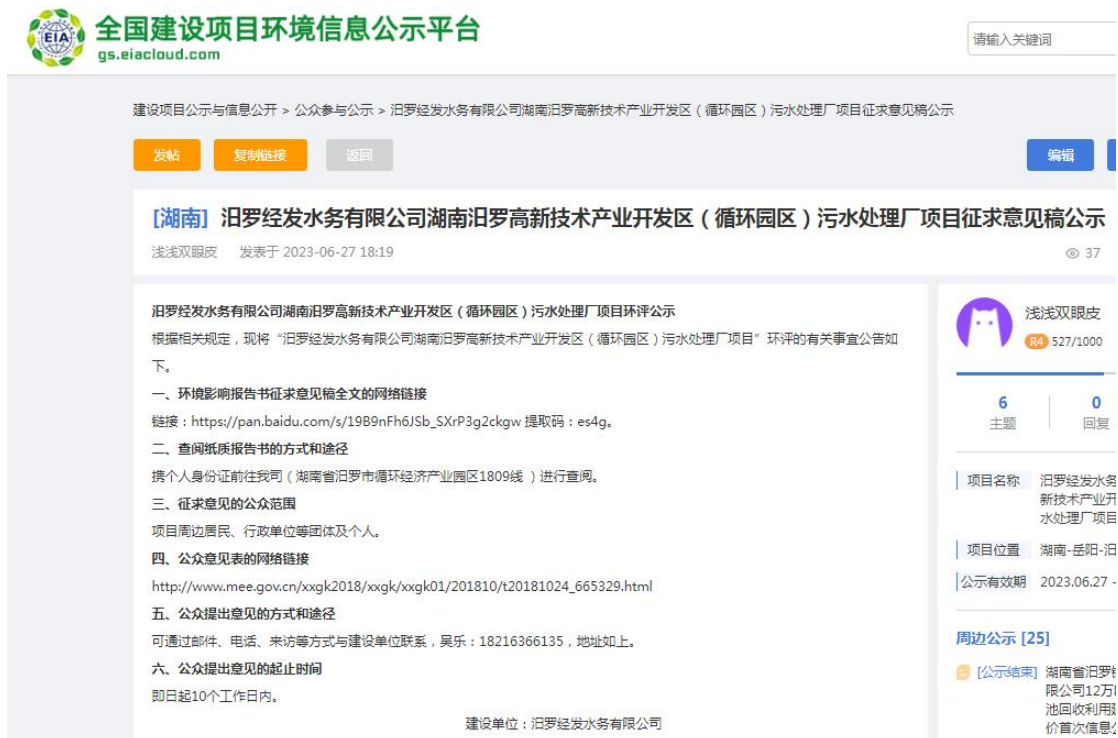 EIA
全国建设项目环境信息公示平台
gs.eiacloud.com
请输入关键词
建设项目公示与信息公开 > 公众参与公示 > 汨罗经发水务有限公司湖南汨罗高新技术产业开发区（循环园区）污水处理厂项目征求意见稿公示
发帖 复制链接 返回 编辑
[湖南] 汨罗经发水务有限公司湖南汨罗高新技术产业开发区（循环园区）污水处理厂项目征求意见稿公示
浅浅双眼皮 发表于 2023-06-27 18:19 37
汨罗经发水务有限公司湖南汨罗高新技术产业开发区（循环园区）污水处理厂项目环评公示
根据相关规定，现将“汨罗经发水务有限公司湖南汨罗高新技术产业开发区（循环园区）污水处理厂项目”环评的有关事宜公告如
下。
一、环境影响报告书征求意见稿全文的网络链接
链接：https://pan.baidu.com/s/19B9nFh6JSb_SXrP3g2ckgw 提取码：es4g。
二、查阅纸质报告书的方式和途径
携个人身份证前往我司（湖南省汨罗市循环经济产业园区1809线 ）进行查阅。
三、征求意见的公众范围
项目周边居民、行政单位等团体及个人。
四、公众意见表的网络链接
http://www.mee.gov.cn/xxgk2018/xxgk/xxgk01/201810/t20181024_665329.html
五、公众提出意见的方式和途径
可通过邮件、电话、来访等方式与建设单位联系，吴乐：18216366135，地址如上。
六、公众提出意见的起止时间
即日起10个工作日内。
建设单位：汨罗经发水务有限公司
浅浅双眼皮
R4 527/1000
6 0
主题 回复
项目名称 汨罗经发水务
新技术产业开
水处理厂项目
项目位置 湖南-岳阳-汨
公示有效期 2023.06.27 -
周边公示 [25]
[公示结束] 湖南省汨罗
限公司12万
池回收利用
价首次信息